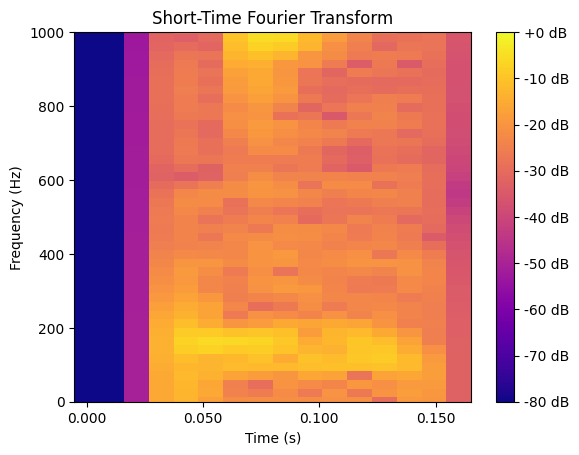 Short-Time Fourier Transform
Frequency (Hz)
1000
800
600
400
200
0
0.000
0.050
0.100
0.150
Time (s)
+0 dB
-10 dB
-20 dB
-30 dB
-40 dB
-50 dB
-60 dB
-70 dB
-80 dB